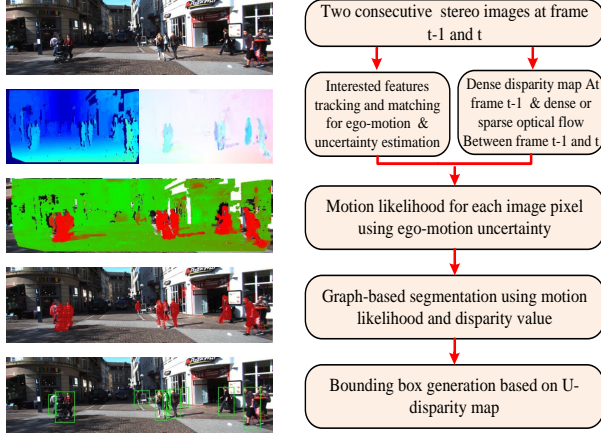 Two consecutive stereo images at frame
t-1 and t
Interested features
tracking and matching
for ego-motion &
uncertainty estimation
Dense disparity map At
frame t-1 & dense or
sparse optical flow
Between frame t-1 and t
Motion likelihood for each image pixel
using ego-motion uncertainty
Graph-based segmentation using motion
likelihood and disparity value
Bounding box generation based on U-
disparity map